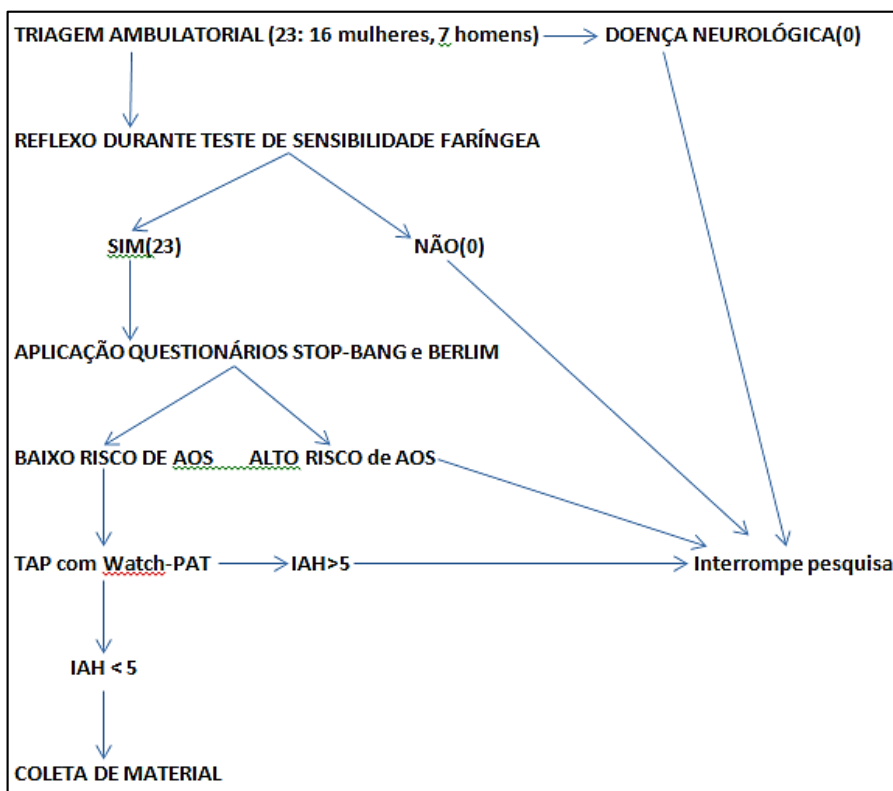 TRIAGEM AMBULATORIAL (23: 16 mulheres, 7 homens) DOENÇA NEUROLÓGICA(0)
REFLEXO DURANTE TESTE DE SENSIBILIDADE FARÍNGEA
SIM(23) NÃO(0)
APLICAÇÃO QUESTIONÁRIOS STOP-BANG e BERLIM
BAIXO RISCO DE AOS ALTO RISCO de AOS
TAP com Watch-PAT IAH>5 Interrompe pesquisa
IAH < 5
COLETA DE MATERIAL